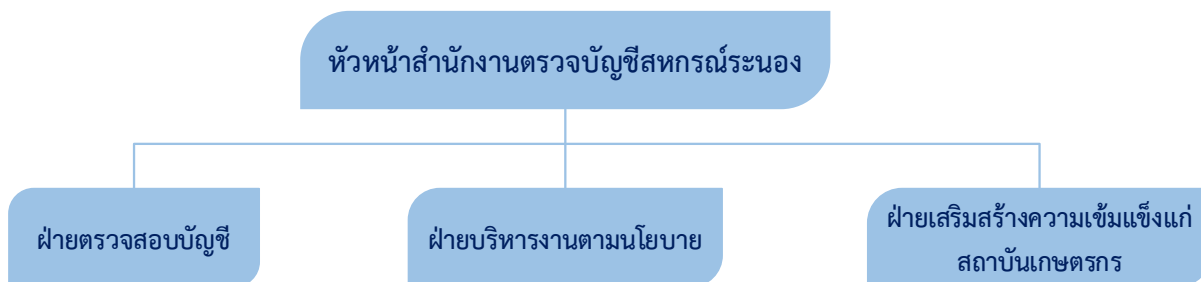 หัวหน้าสำนักงานตรวจบัญชีสหกรณ์ระนอง
ฝ่ายตรวจสอบบัญชี
ฝ่ายบริหารงานตามนโยบาย
ฝ่ายเสริมสร้างความเข้มแข็งแก่
สถาบันเกษตรกร